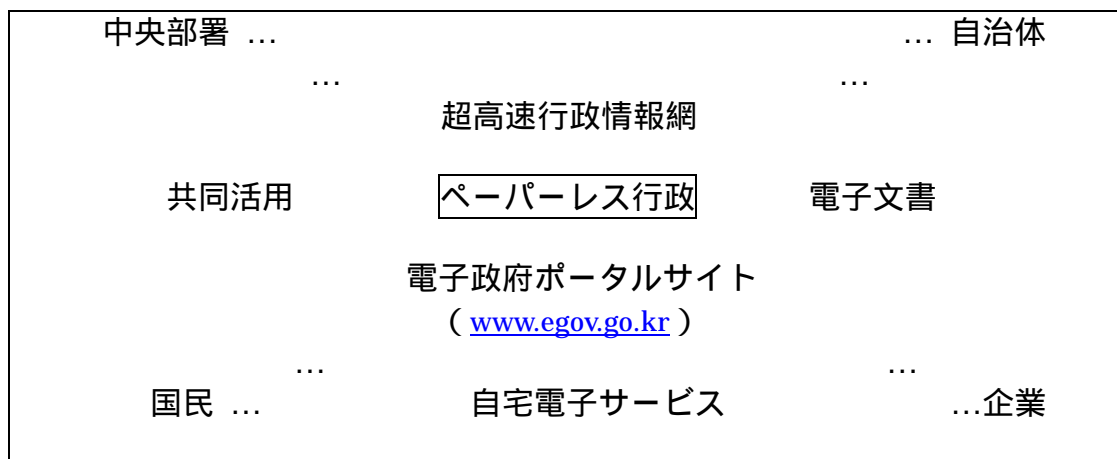 中央部署 … … 自治体
… …
超高速行政情報網
共同活用 ペーパーレス行政 電子文書
電子政府ポータルサイト
（www.egov.go.kr）
… …
国民 … 自宅電子サービス …企業